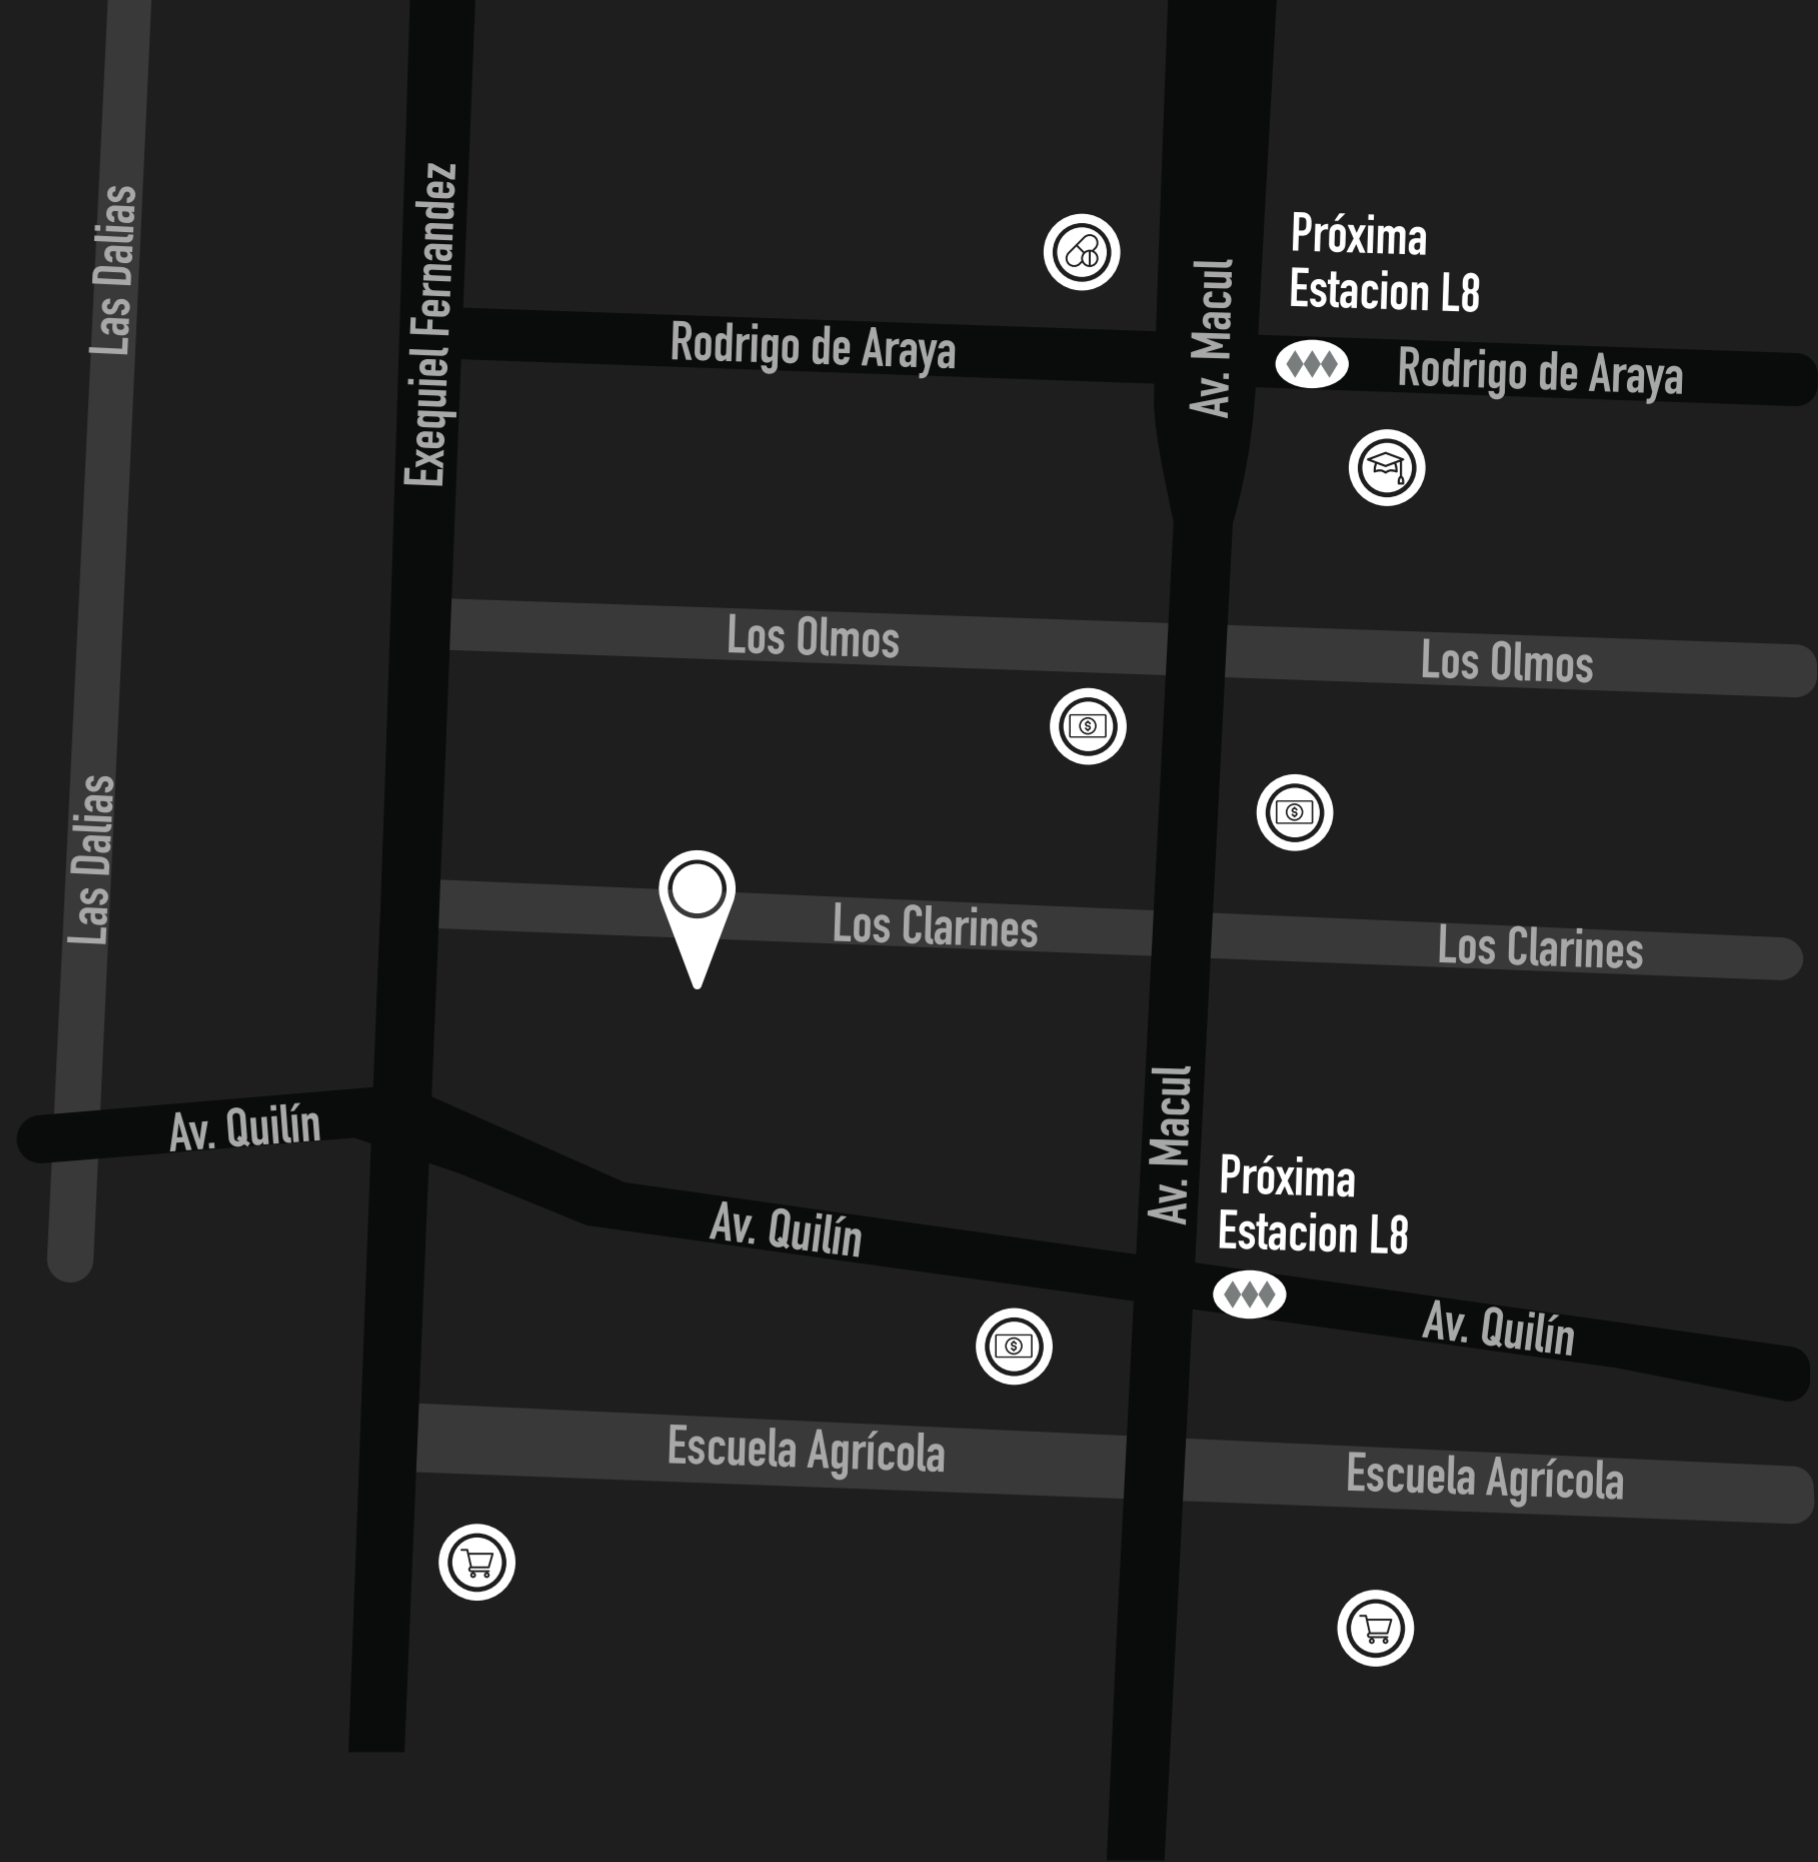 Las Dalias
Exequiel Fernandez
Av. Macul
Próxima
Estacion L8
Rodrigo de Araya
Rodrigo de Araya
Los Olmos
Los Olmos
$
$
Las Dalias
Los Clarines
Los Clarines
Av. Macul
Av. Quilín
Próxima
Estacion L8
Av. Quilín
Av. Quilín
$
Escuela Agrícola
Escuela Agrícola